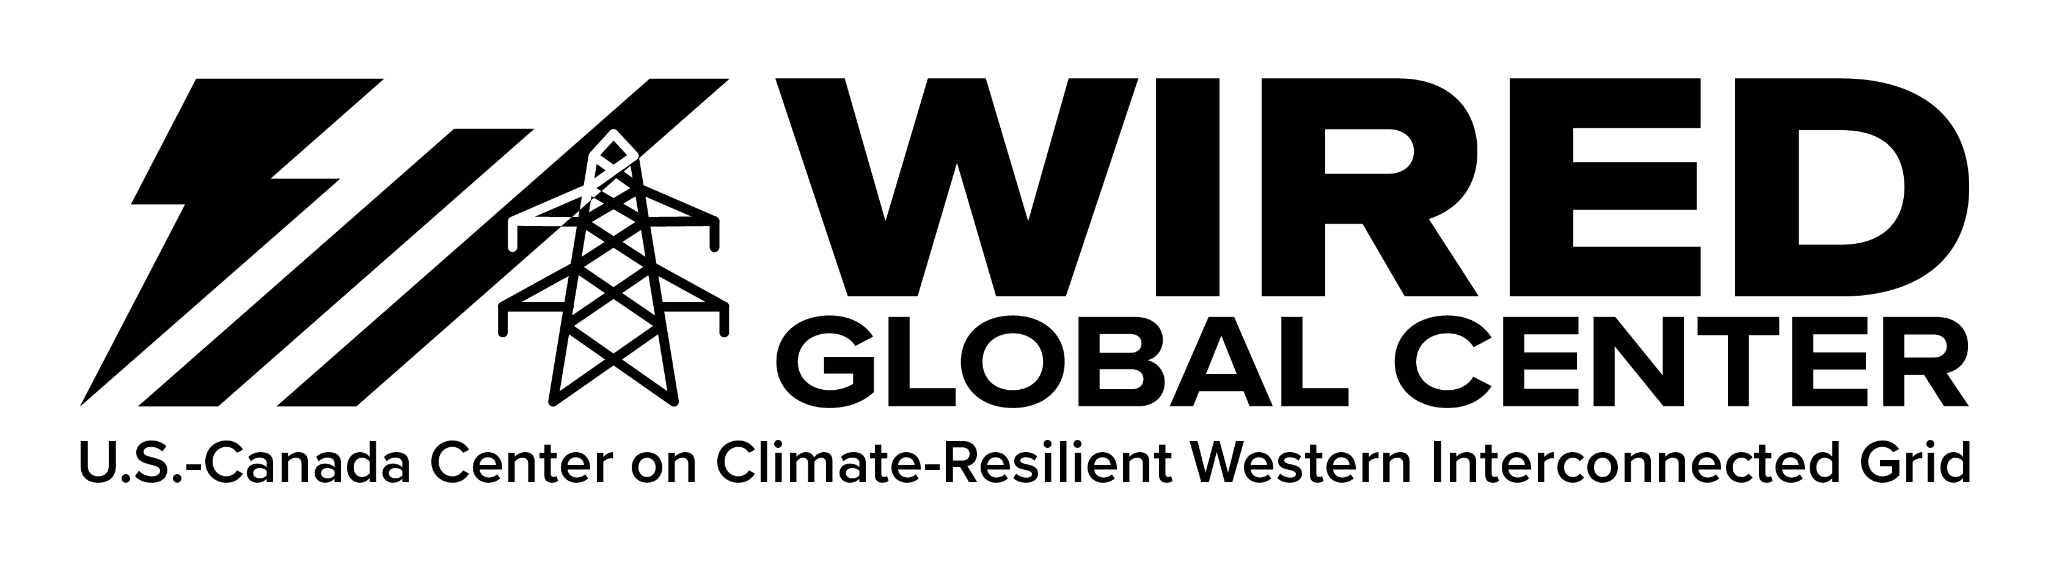 WIRED
GLOBAL CENTER
U.S.-Canada Center on Climate-Resilient Western Interconnected Grid